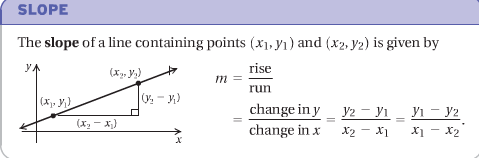 SLOPE
The slope of a line containing points (x₁, y₁) and (x₂, y₂) is given by
y
(x₂, y₂)
(x₁, y₁)
(y₂ − y₁)
(x₂ − x₁)
x
m = rise / run
= change in y / change in x = y₂ − y₁ / x₂ − x₁ = y₁ − y₂ / x₁ − x₂.